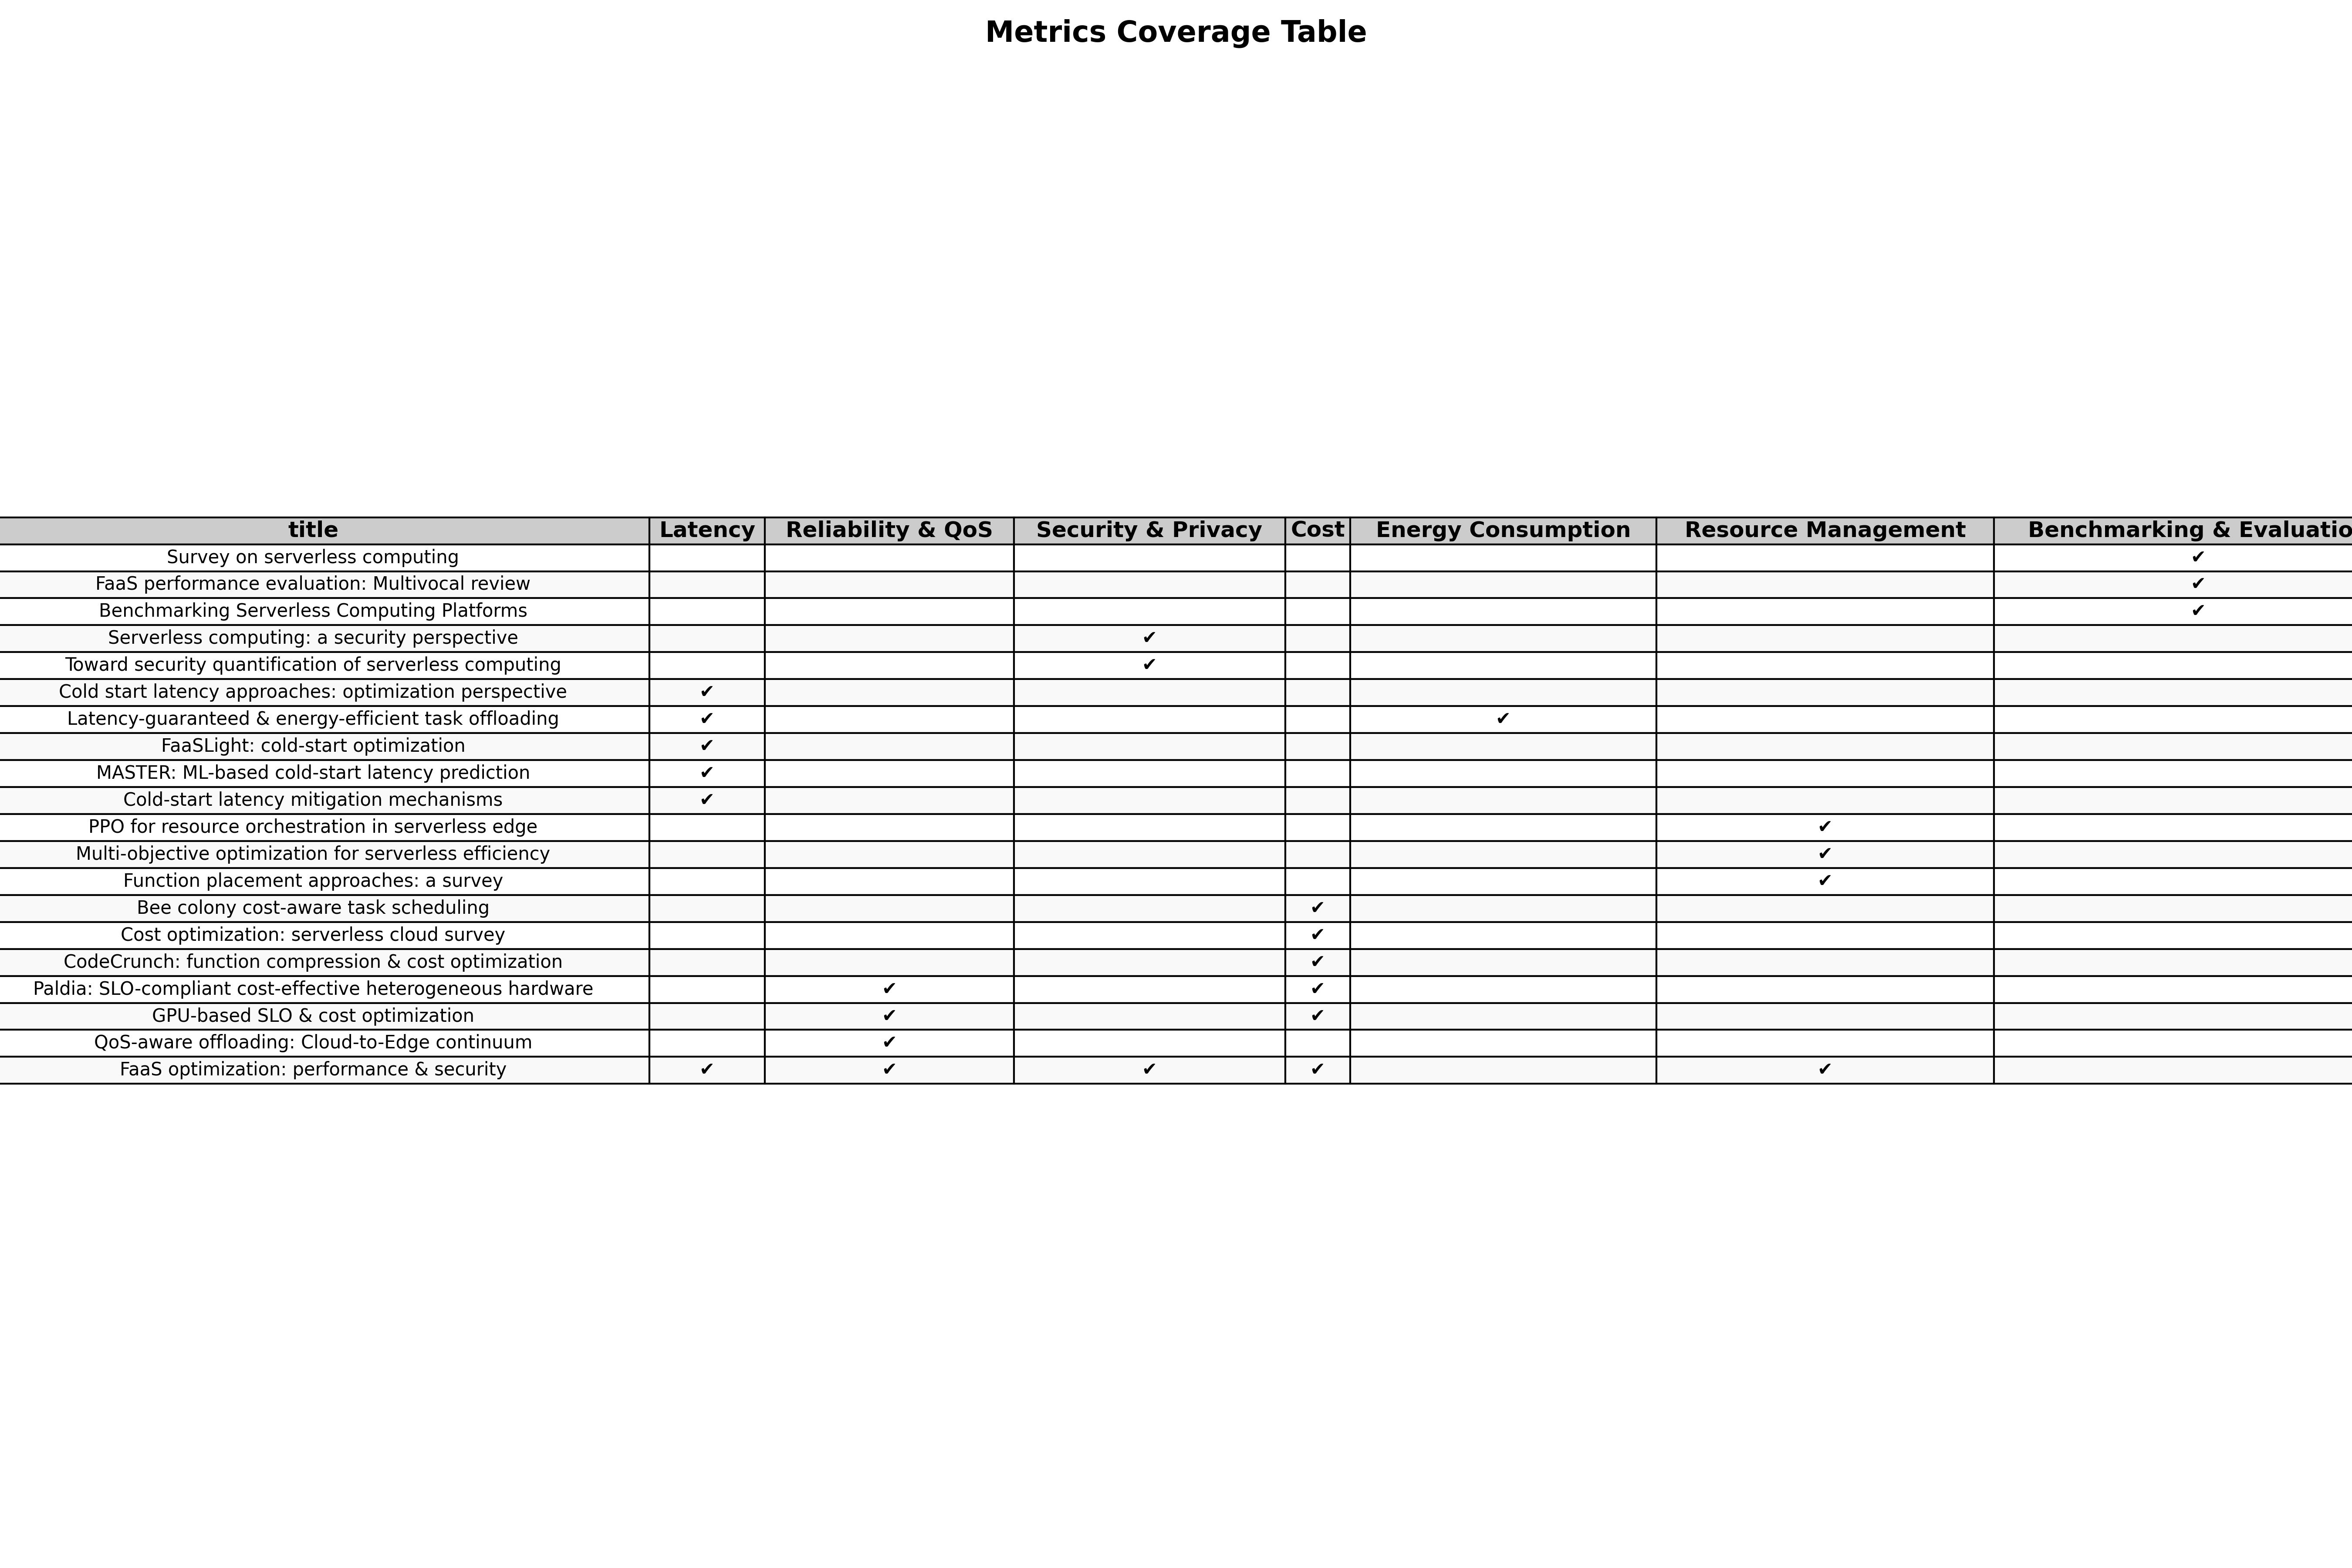 Metrics Coverage Table
title Latency Reliability & QoS Security & Privacy Cost Energy Consumption Resource Management Benchmarking & Evaluatio
Survey on serverless computing ✔
FaaS performance evaluation: Multivocal review ✔
Benchmarking Serverless Computing Platforms ✔
Serverless computing: a security perspective ✔
Toward security quantification of serverless computing ✔
Cold start latency approaches: optimization perspective ✔
Latency-guaranteed & energy-efficient task offloading ✔ ✔
FaaSLight: cold-start optimization ✔
MASTER: ML-based cold-start latency prediction ✔
Cold-start latency mitigation mechanisms ✔
PPO for resource orchestration in serverless edge ✔
Multi-objective optimization for serverless efficiency ✔
Function placement approaches: a survey ✔
Bee colony cost-aware task scheduling ✔
Cost optimization: serverless cloud survey ✔
CodeCrunch: function compression & cost optimization ✔
Paldia: SLO-compliant cost-effective heterogeneous hardware ✔ ✔
GPU-based SLO & cost optimization ✔ ✔
QoS-aware offloading: Cloud-to-Edge continuum ✔
FaaS optimization: performance & security ✔ ✔ ✔ ✔ ✔